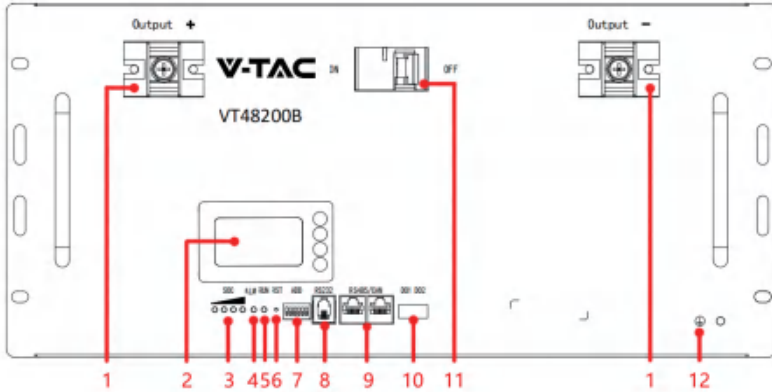 Output + Output -
V-TAC ON OFF
VT48200B
SOC ALM RUN RST ADD RS232 RS485/CAN DO1 DO2
1 2 3 4 5 6 7 8 9 10 11 1 12